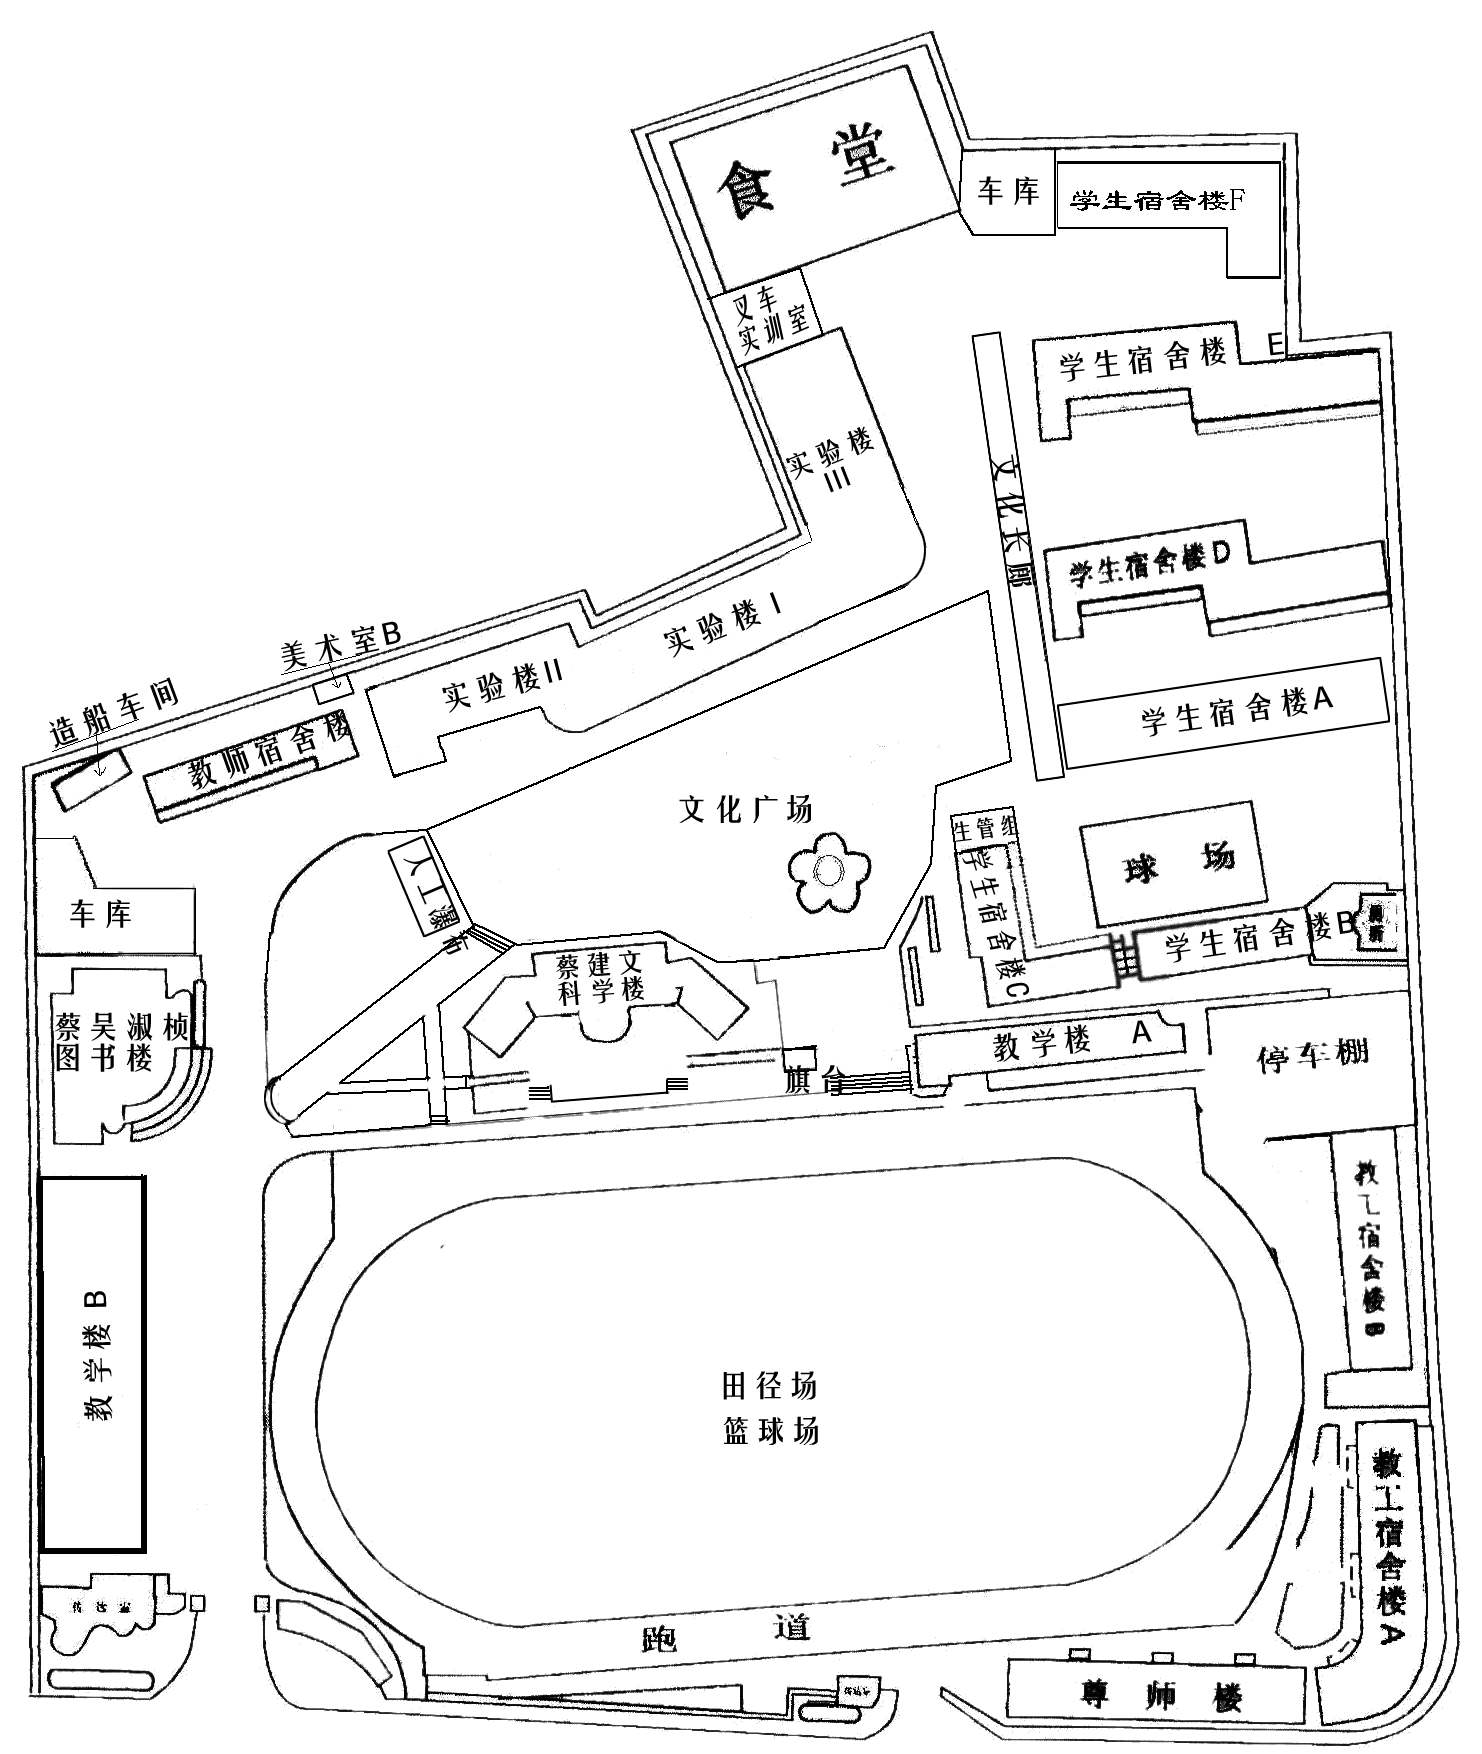 食 堂
车库
学生宿舍楼F
叉车
实训室
学生宿舍楼 E
实验楼
III
文化长廊
学生宿舍楼D
实验楼 I
美术室B
实验楼II
造船车间
教师宿舍楼
学生宿舍楼A
文化广场
生管组
球 场
人工瀑布
学生宿舍楼C
车库
学生宿舍楼B
蔡建文
科学楼
蔡吴淑桢
图书楼
教学楼 A
停车棚
旗台
教工宿舍楼B
教学楼B
田径场
篮球场
教工宿舍楼A
跑 道
尊师楼